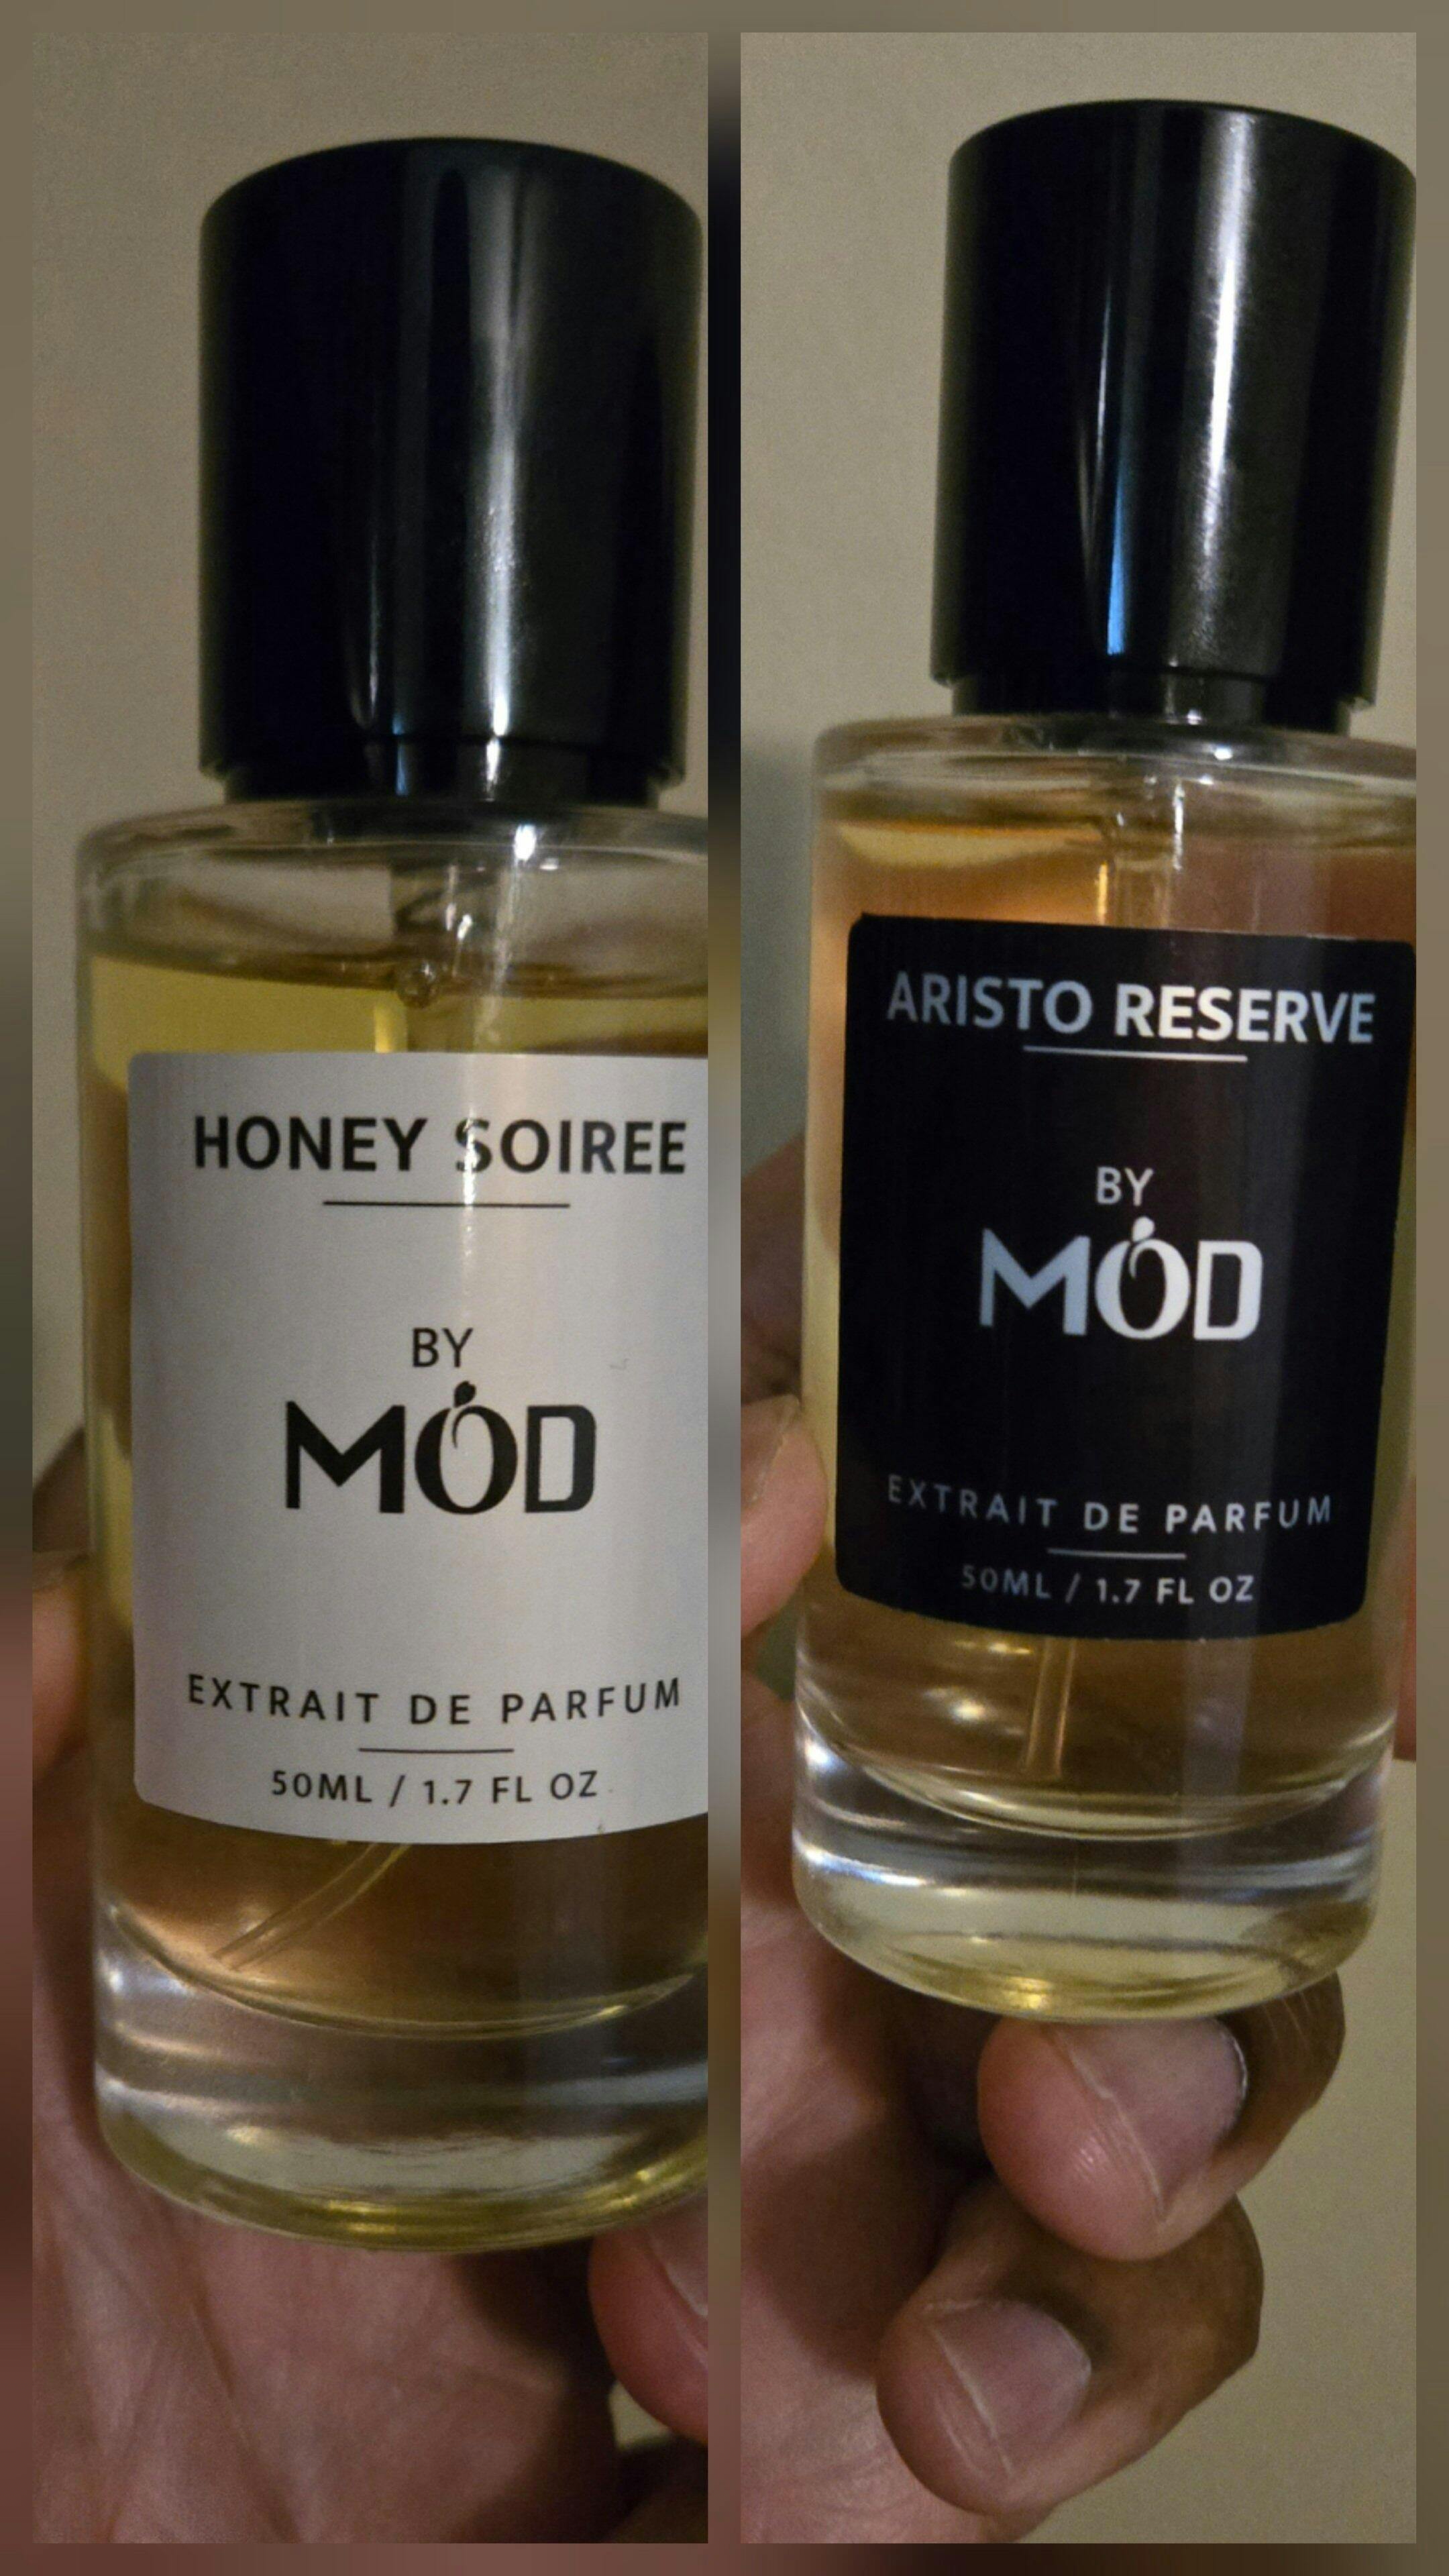 HONEY SOIREE
BY
MOD
EXTRAIT DE PARFUM
50ML / 1.7 FL OZ
ARISTO RESERVE
BY
MOD
EXTRAIT DE PARFUM
50ML / 1.7 FL OZ